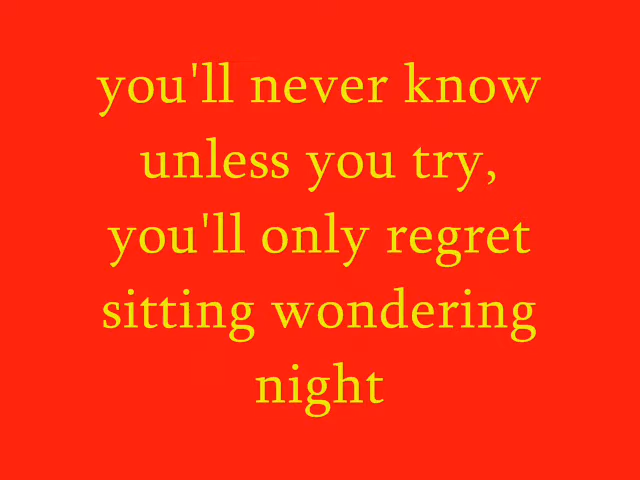 you'll never know
unless you try,
you'll only regret
sitting wondering
night